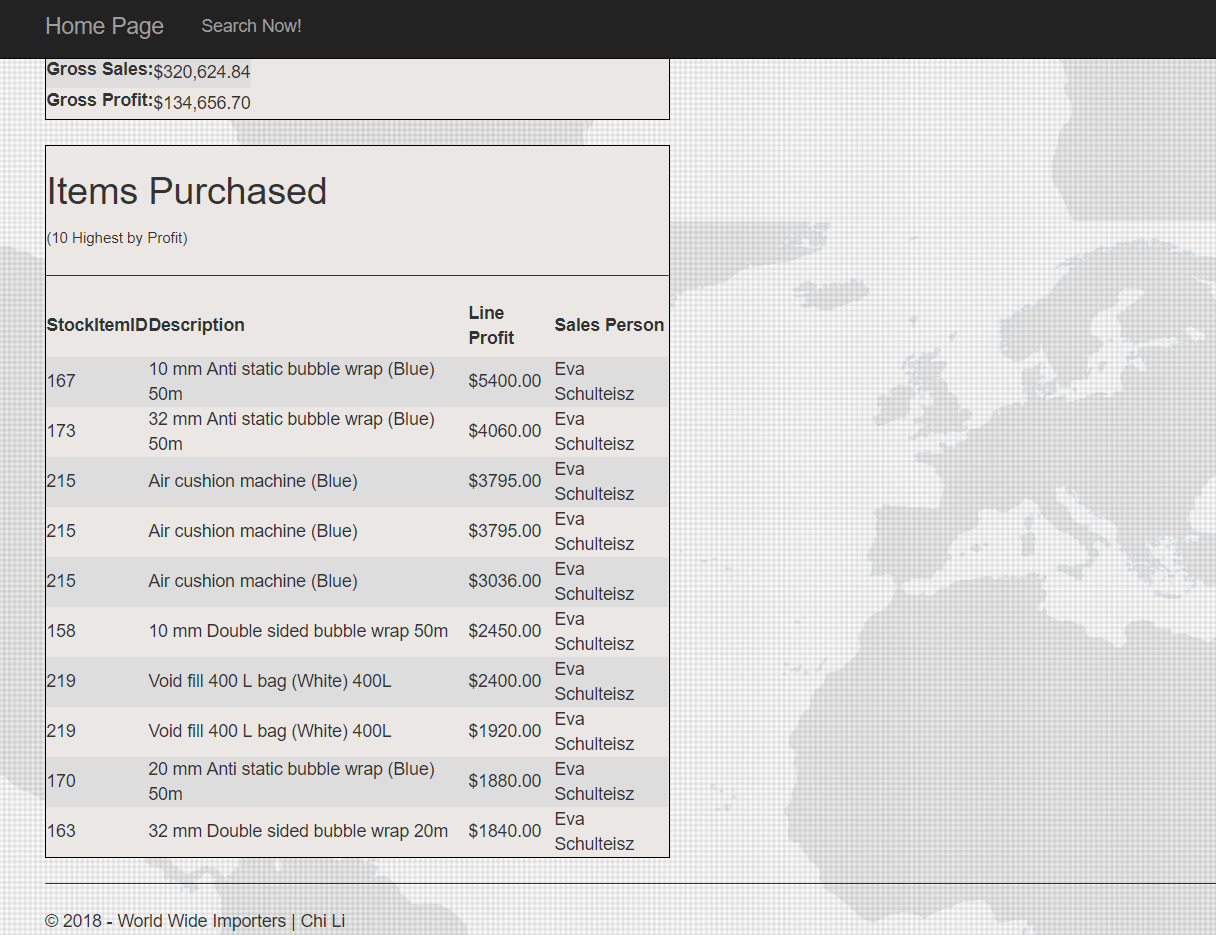 Home Page Search Now!
Gross Sales: $320,624.84
Gross Profit: $134,656.70
Items Purchased
(10 Highest by Profit)
StockItemID Description Line Profit Sales Person
167 10 mm Anti static bubble wrap (Blue) 50m $5400.00 Eva Schulteisz
173 32 mm Anti static bubble wrap (Blue) 50m $4060.00 Eva Schulteisz
215 Air cushion machine (Blue) $3795.00 Eva Schulteisz
215 Air cushion machine (Blue) $3795.00 Eva Schulteisz
215 Air cushion machine (Blue) $3036.00 Eva Schulteisz
158 10 mm Double sided bubble wrap 50m $2450.00 Eva Schulteisz
219 Void fill 400 L bag (White) 400L $2400.00 Eva Schulteisz
219 Void fill 400 L bag (White) 400L $1920.00 Eva Schulteisz
170 20 mm Anti static bubble wrap (Blue) 50m $1880.00 Eva Schulteisz
163 32 mm Double sided bubble wrap 20m $1840.00 Eva Schulteisz
© 2018 - World Wide Importers | Chi Li